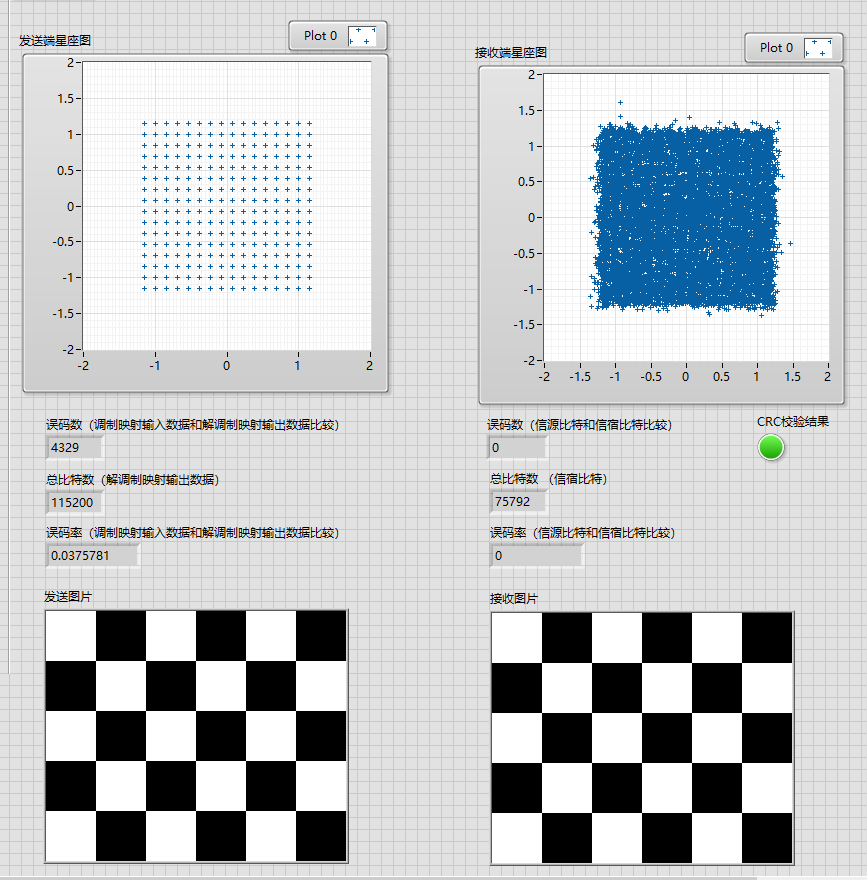 发送端星座图
Plot 0
2
1.5
1
0.5
0
-0.5
-1
-1.5
-2
-2 -1 0 1 2
接收端星座图
Plot 0
2
1.5
1
0.5
0
-0.5
-1
-1.5
-2
-2 -1.5 -1 -0.5 0 0.5 1 1.5 2
误码数（调制映射输入数据和解调制映射输出数据比较）
4329
总比特数（解调制映射输出数据）
115200
误码率（调制映射输入数据和解调制映射输出数据比较）
0.0375781
发送图片
误码数（信源比特和信宿比特比较）
0
CRC校验结果
总比特数 （信宿比特）
75792
误码率（信源比特和信宿比特比较）
0
接收图片